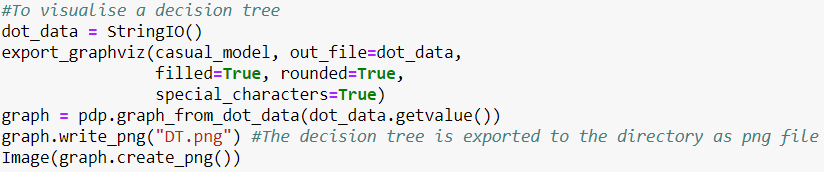 #To visualise a decision tree
dot_data = StringIO()
export_graphviz(casual_model, out_file=dot_data,
                filled=True, rounded=True,
                special_characters=True)
graph = pdp.graph_from_dot_data(dot_data.getvalue())
graph.write_png("DT.png") #The decision tree is exported to the directory as png file
Image(graph.create_png())